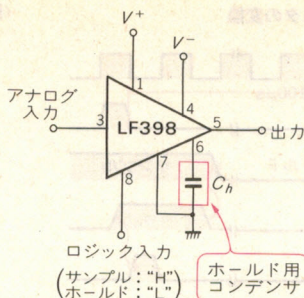 V+
V−
1
4
アナログ
入力
3
LF398
5
出力
6
7
8
Ch
ロジック入力
(サンプル:“H”
ホールド:“L”)
ホールド用
コンデンサ